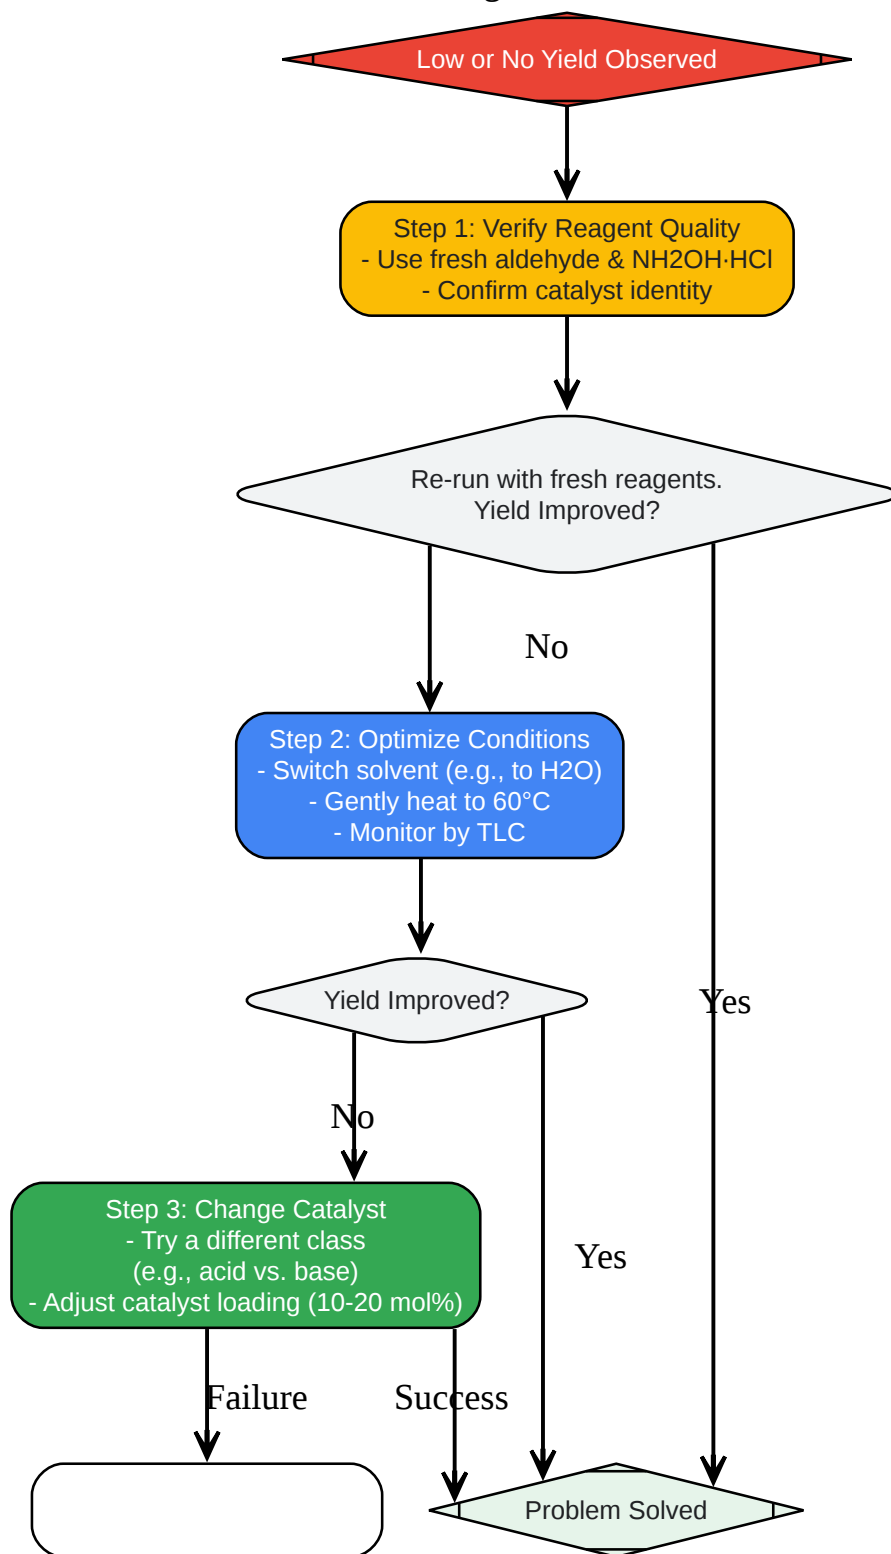 Low or No Yield Observed
Step 1: Verify Reagent Quality
- Use fresh aldehyde & NH2OH·HCl
- Confirm catalyst identity
Re-run with fresh reagents.
Yield Improved?
No
Step 2: Optimize Conditions
- Switch solvent (e.g., to H2O)
- Gently heat to 60°C
- Monitor by TLC
Yield Improved?
Yes
No
Step 3: Change Catalyst
- Try a different class
(e.g., acid vs. base)
- Adjust catalyst loading (10-20 mol%)
Yes
Failure
Success
Problem Solved